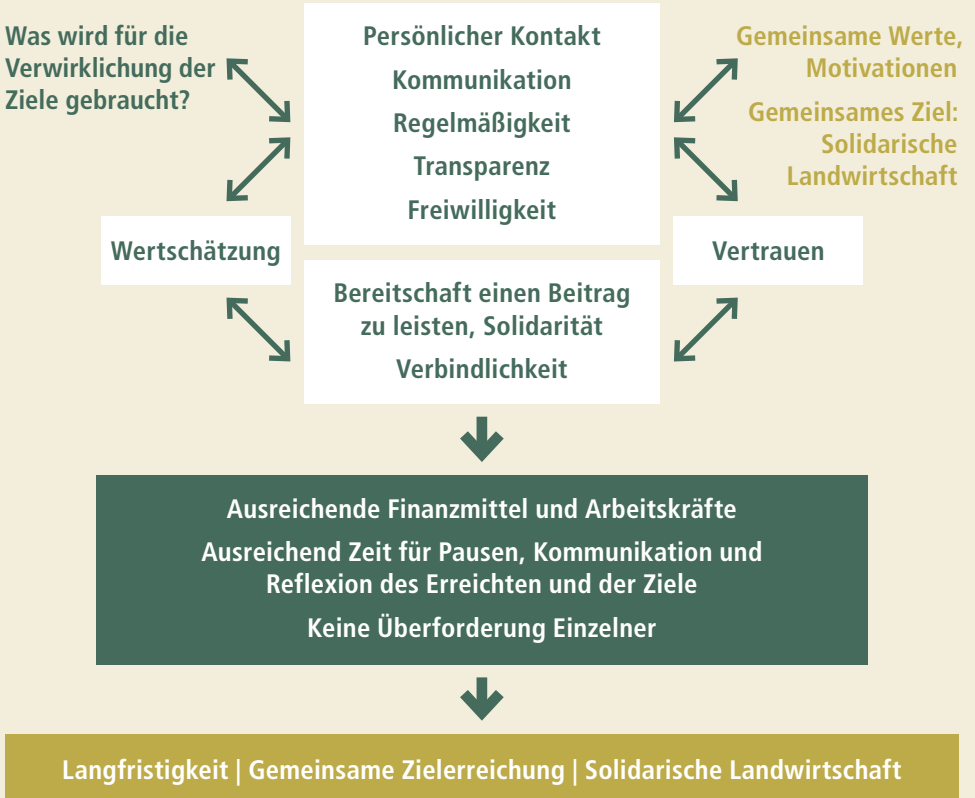 Was wird für die
Verwirklichung der
Ziele gebraucht?
Persönlicher Kontakt
Kommunikation
Regelmäßigkeit
Transparenz
Freiwilligkeit
Gemeinsame Werte,
Motivationen
Gemeinsames Ziel:
Solidarische
Landwirtschaft
Wertschätzung
Vertrauen
Bereitschaft einen Beitrag
zu leisten, Solidarität
Verbindlichkeit
Ausreichende Finanzmittel und Arbeitskräfte
Ausreichend Zeit für Pausen, Kommunikation und
Reflexion des Erreichten und der Ziele
Keine Überforderung Einzelner
Langfristigkeit | Gemeinsame Zielerreichung | Solidarische Landwirtschaft